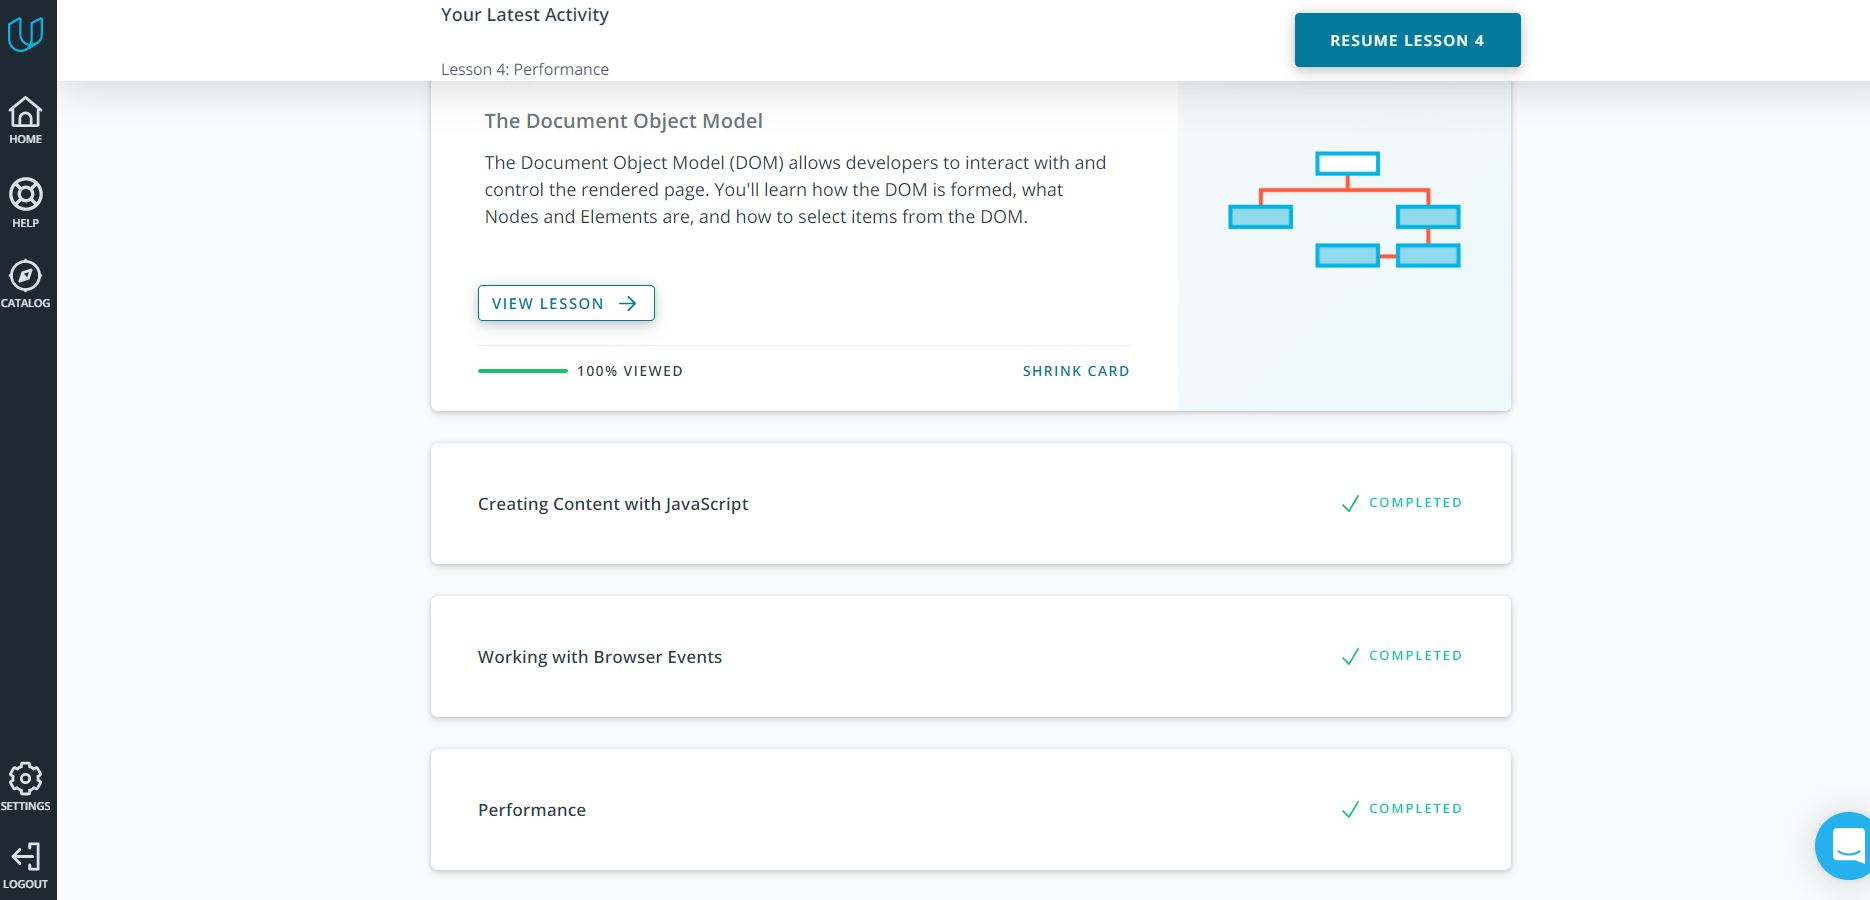 Your Latest Activity
Lesson 4: Performance
RESUME LESSON 4
HOME
HELP
CATALOG
SETTINGS
LOGOUT
The Document Object Model
The Document Object Model (DOM) allows developers to interact with and
control the rendered page. You'll learn how the DOM is formed, what
Nodes and Elements are, and how to select items from the DOM.
VIEW LESSON
100% VIEWED
SHRINK CARD
Creating Content with JavaScript
COMPLETED
Working with Browser Events
COMPLETED
Performance
COMPLETED